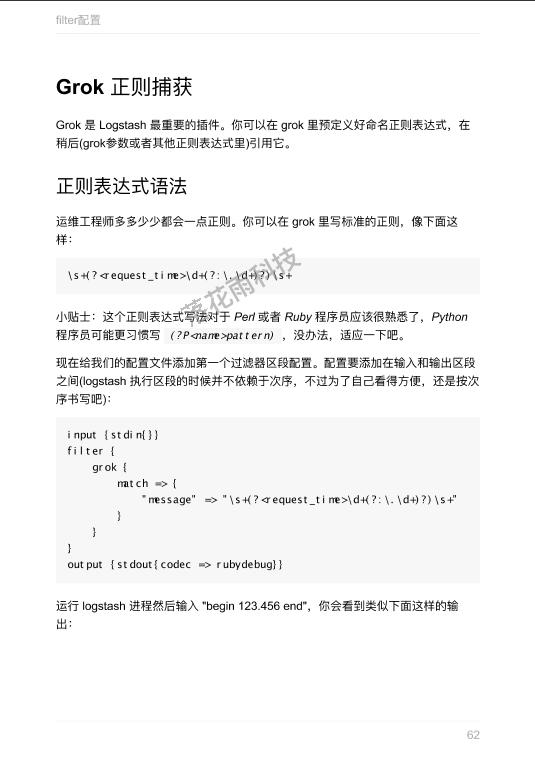 filter配置
Grok 正则捕获
Grok 是 Logstash 最重要的插件。你可以在 grok 里预定义好命名正则表达式，在
稍后(grok参数或者其他正则表达式里)引用它。
正则表达式语法
运维工程师多多少少都会一点正则。你可以在 grok 里写标准的正则，像下面这
样：
\s+(?<request_time>\d+(?:\.\d+)?)\s+
落花雨科技
小贴士：这个正则表达式写法对于 Perl 或者 Ruby 程序员应该很熟悉了，Python
程序员可能更习惯写 (?P<name>pattern) ，没办法，适应一下吧。
现在给我们的配置文件添加第一个过滤器区段配置。配置要添加在输入和输出区段
之间(logstash 执行区段的时候并不依赖于次序，不过为了自己看得方便，还是按次
序书写吧)：
input {stdin{}}
filter {
    grok {
        match => {
            "message" => "\s+(?<request_time>\d+(?:\.\d+)?)\s+"
        }
    }
}
output {stdout{codec => rubydebug}}
运行 logstash 进程然后输入 "begin 123.456 end"，你会看到类似下面这样的输
出：
62